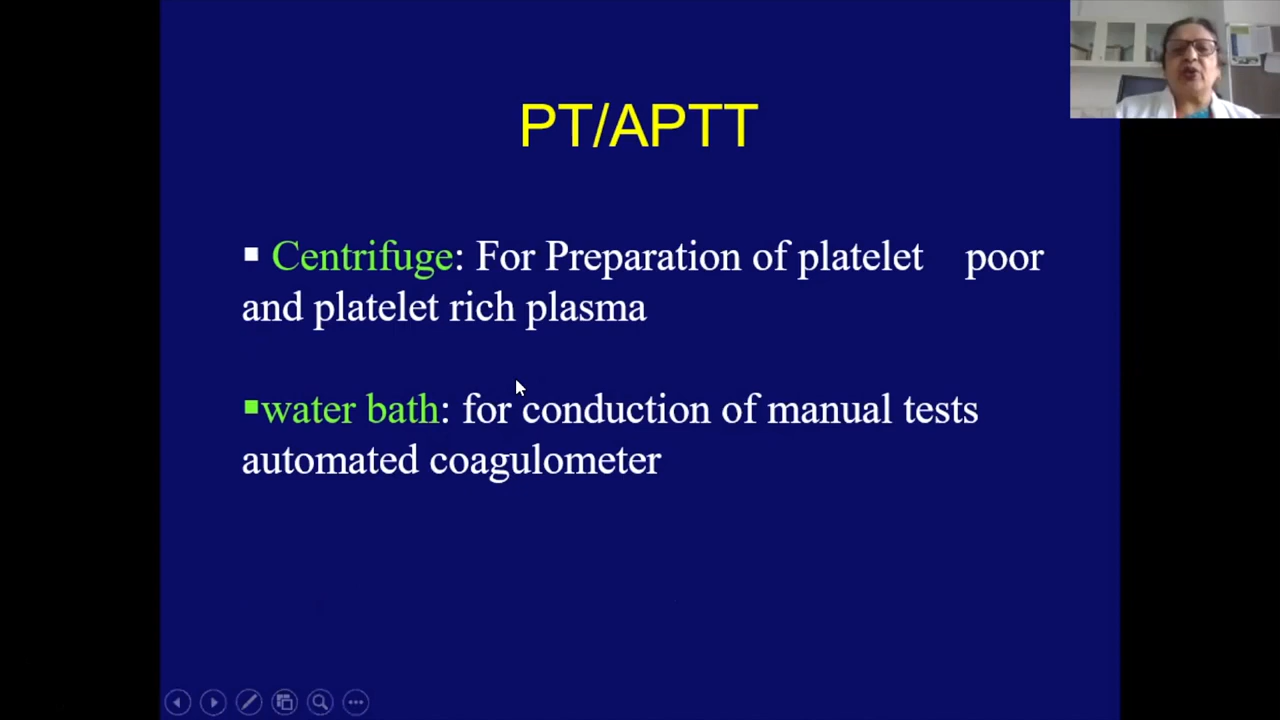 PT/APTT
▪ Centrifuge: For Preparation of platelet poor
and platelet rich plasma
▪water bath: for conduction of manual tests
automated coagulometer